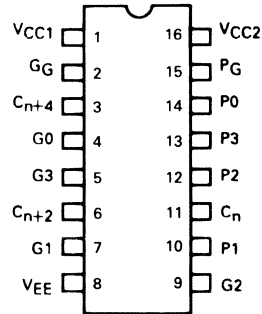 VCC1 1 16 VCC2
GG 2 15 PG
Cn+4 3 14 P0
G0 4 13 P3
G3 5 12 P2
Cn+2 6 11 Cn
G1 7 10 P1
VEE 8 9 G2